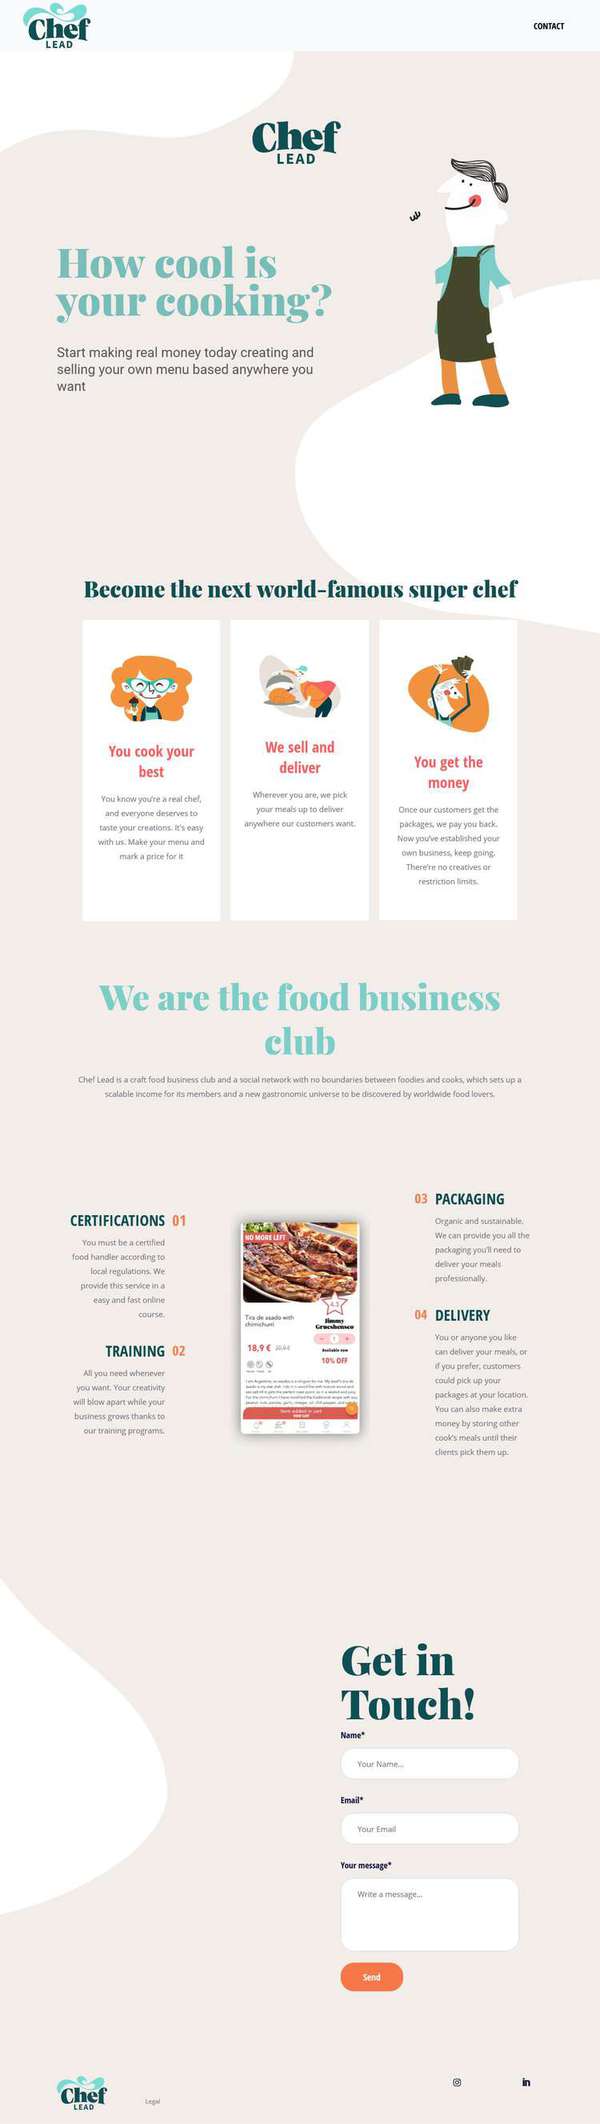 Chef
LEAD
CONTACT
Chef
LEAD
How cool is
your cooking?
Start making real money today creating and
selling your own menu based anywhere you
want
Become the next world-famous super chef
You cook your
best
You know you're a real chef,
and everyone deserves to
taste your creations. It's easy
with us. Make your menu and
mark a price for it
We sell and
deliver
Wherever you are, we pick
your meals up to deliver
anywhere our customers want.
You get the
money
Once our customers get the
packages, we pay you back.
Now you've established your
own business, keep going.
There're no creatives or
restriction limits.
We are the food business
club
Chef Lead is a craft food business club and a social network with no boundaries between foodies and cooks, which sets up a
scalable income for its members and a new gastronomic universe to be discovered by worldwide food lovers.
CERTIFICATIONS 01
You must be a certified
food handler according to
local regulations. We
provide this service in a
easy and fast online
course.
TRAINING 02
All you need whenever
you want. Your creativity
will blow apart while your
business grows thanks to
our training programs.
NO MORE LEFT
4.3
Tira de asado with
chimichurri
Jimmy
Grueshensco
18,9 €
20,9 €
- 1 +
Available now
10% OFF
Item added in cart
03 PACKAGING
Organic and sustainable.
We can provide you all the
packaging you'll need to
deliver your meals
professionally.
04 DELIVERY
You or anyone you like
can deliver your meals, or
if you prefer, customers
could pick up your
packages at your location.
You can also make extra
money by storing other
cook's meals until their
clients pick them up.
Get in
Touch!
Name*
Your Name...
Email*
Your Email
Your message*
Write a message...
Send
Chef
LEAD
Legal
in